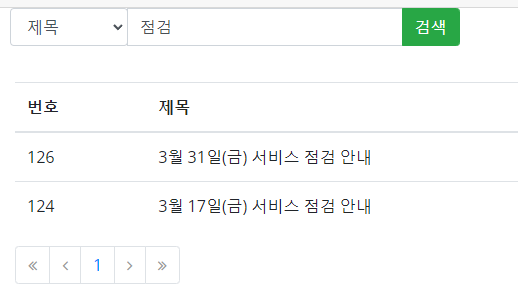 제목 점검 검색
번호 제목
126 3월 31일(금) 서비스 점검 안내
124 3월 17일(금) 서비스 점검 안내
« ‹ 1 › »